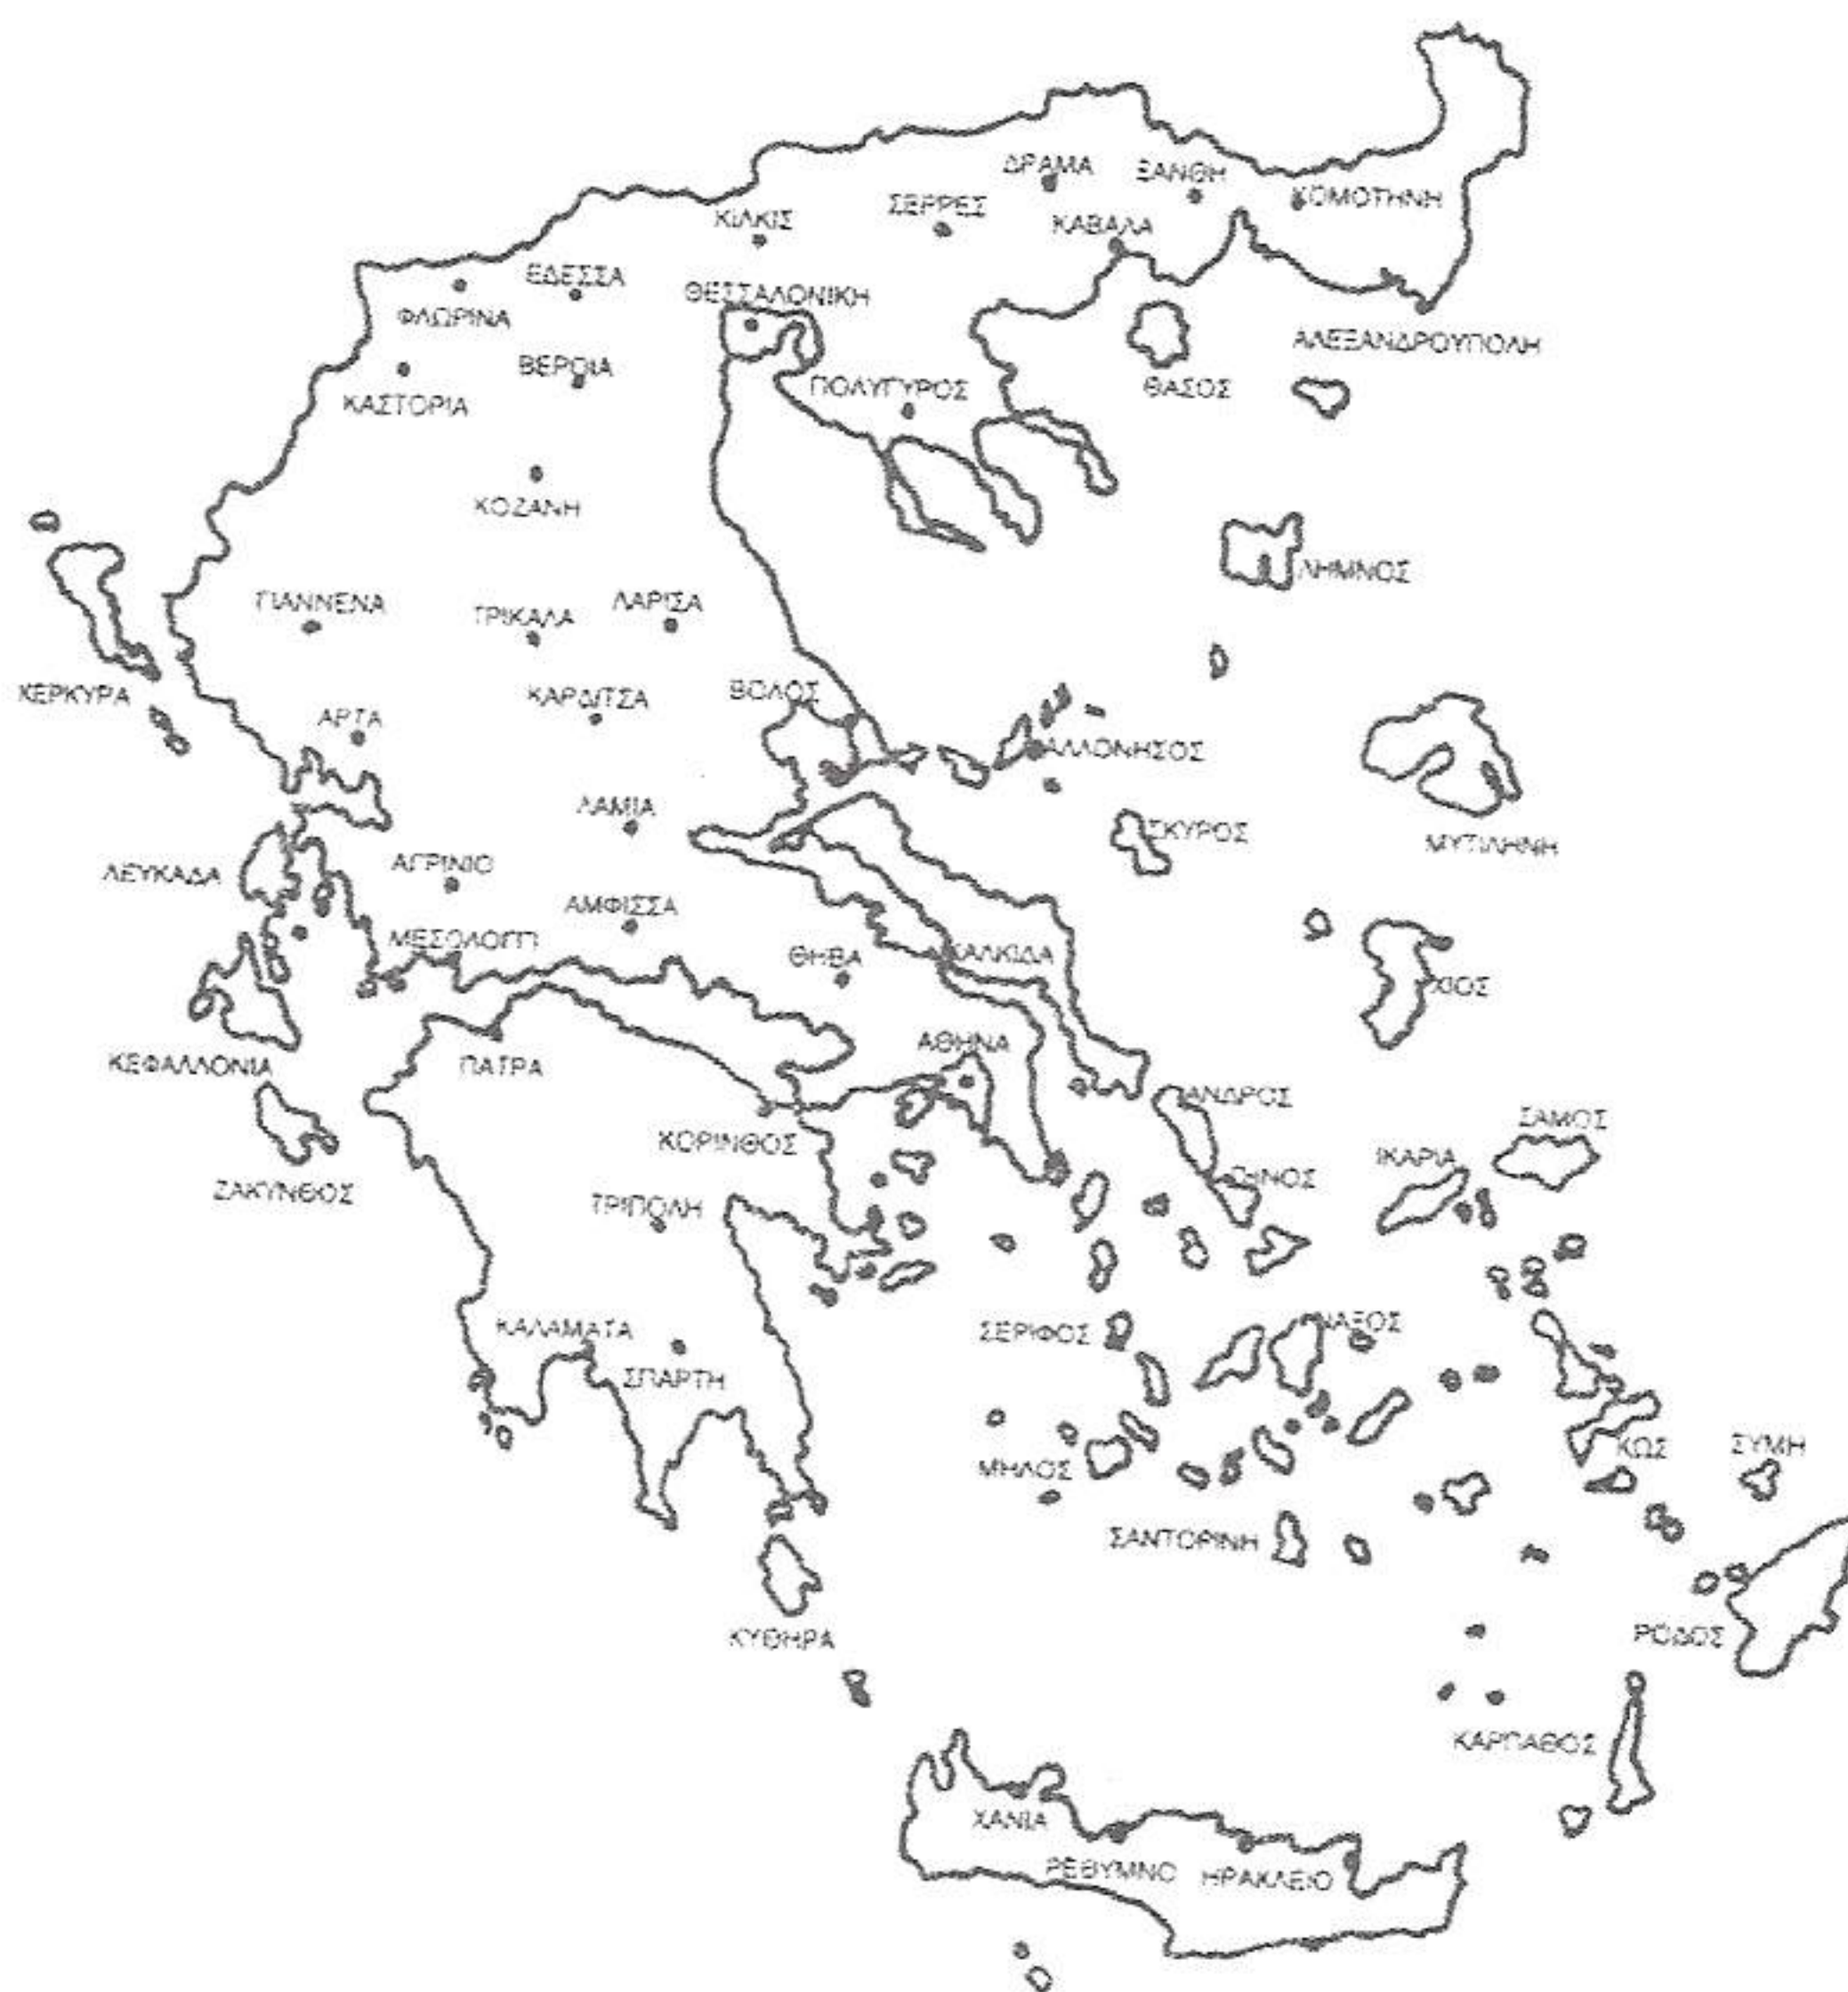 ΔΡΑΜΑ
ΞΑΝΘΗ
ΚΟΜΟΤΗΝΗ
ΚΙΛΚΙΣ
ΣΕΡΡΕΣ
ΚΑΒΑΛΑ
ΕΔΕΣΣΑ
ΘΕΣΣΑΛΟΝΙΚΗ
ΦΛΩΡΙΝΑ
ΑΛΕΞΑΝΔΡΟΥΠΟΛΗ
ΒΕΡΟΙΑ
ΠΟΛΥΓΥΡΟΣ
ΘΑΣΟΣ
ΚΑΣΤΟΡΙΑ
ΚΟΖΑΝΗ
ΛΗΜΝΟΣ
ΓΙΑΝΝΕΝΑ
ΤΡΙΚΑΛΑ
ΛΑΡΙΣΑ
ΚΕΡΚΥΡΑ
ΚΑΡΔΙΤΣΑ
ΒΟΛΟΣ
ΑΡΤΑ
ΑΛΛΟΝΗΣΟΣ
ΛΑΜΙΑ
ΣΚΥΡΟΣ
ΜΥΤΙΛΗΝΗ
ΛΕΥΚΑΔΑ
ΑΓΡΙΝΙΟ
ΑΜΦΙΣΣΑ
ΜΕΣΟΛΟΓΓΙ
ΘΗΒΑ
ΧΑΛΚΙΔΑ
ΧΙΟΣ
ΚΕΦΑΛΛΟΝΙΑ
ΠΑΤΡΑ
ΑΘΗΝΑ
ΑΝΔΡΟΣ
ΣΑΜΟΣ
ΚΟΡΙΝΘΟΣ
ΙΚΑΡΙΑ
ΖΑΚΥΝΘΟΣ
ΤΗΝΟΣ
ΤΡΙΠΟΛΗ
ΚΑΛΑΜΑΤΑ
ΣΕΡΙΦΟΣ
ΝΑΞΟΣ
ΣΠΑΡΤΗ
ΜΗΛΟΣ
ΚΩΣ
ΣΥΜΗ
ΣΑΝΤΟΡΙΝΗ
ΚΥΘΗΡΑ
ΡΟΔΟΣ
ΚΑΡΠΑΘΟΣ
ΧΑΝΙΑ
ΡΕΘΥΜΝΟ
ΗΡΑΚΛΕΙΟ